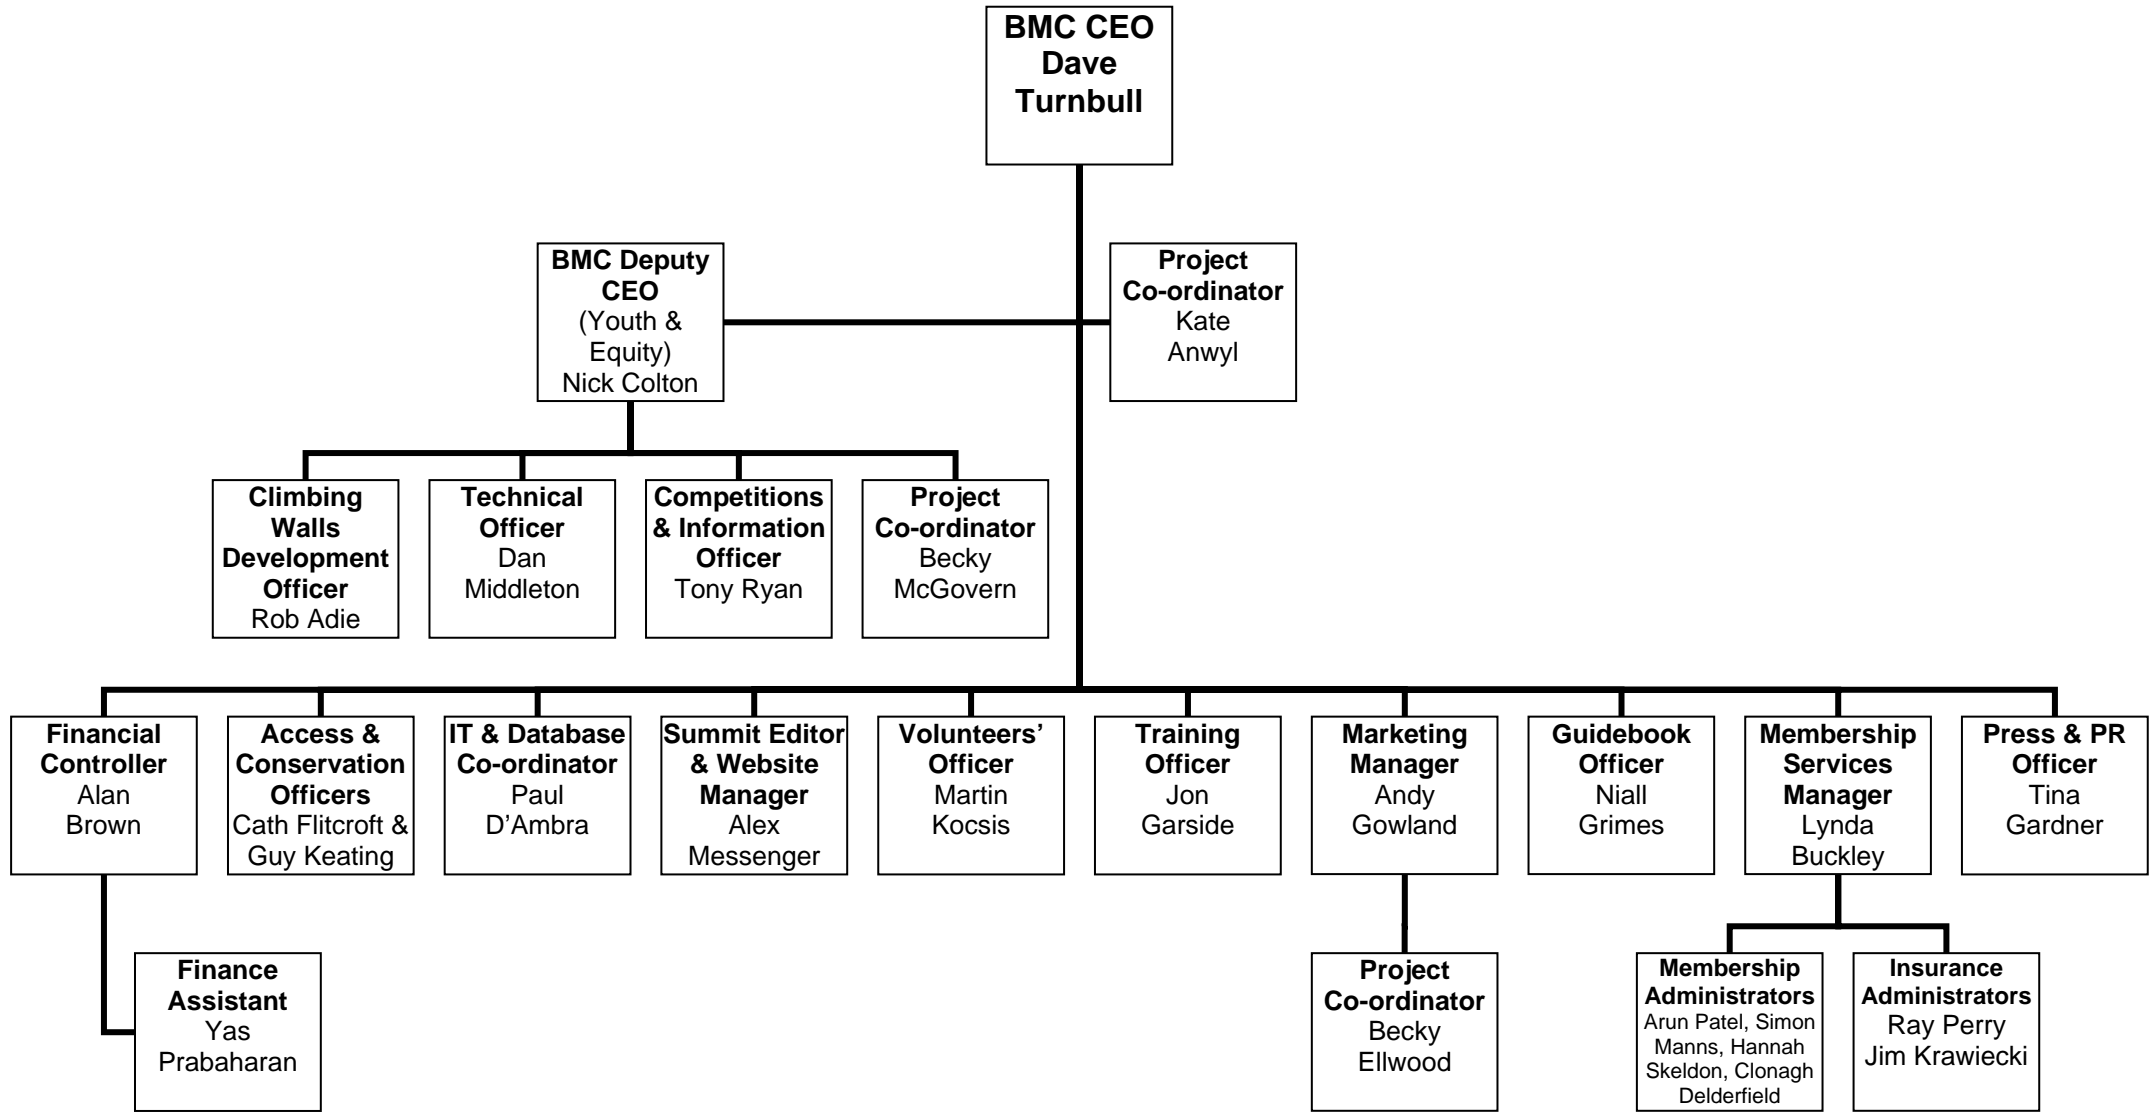 BMC CEO
Dave
Turnbull
BMC Deputy
CEO
(Youth &
Equity)
Nick Colton
Project
Co-ordinator
Kate
Anwyl
Climbing
Walls
Development
Officer
Rob Adie
Technical
Officer
Dan
Middleton
Competitions
& Information
Officer
Tony Ryan
Project
Co-ordinator
Becky
McGovern
Financial
Controller
Alan
Brown
Access &
Conservation
Officers
Cath Flitcroft &
Guy Keating
IT & Database
Co-ordinator
Paul
D’Ambra
Summit Editor
& Website
Manager
Alex
Messenger
Volunteers’
Officer
Martin
Kocsis
Training
Officer
Jon
Garside
Marketing
Manager
Andy
Gowland
Guidebook
Officer
Niall
Grimes
Membership
Services
Manager
Lynda
Buckley
Press & PR
Officer
Tina
Gardner
Finance
Assistant
Yas
Prabaharan
Project
Co-ordinator
Becky
Ellwood
Membership
Administrators
Arun Patel, Simon
Manns, Hannah
Skeldon, Clonagh
Delderfield
Insurance
Administrators
Ray Perry
Jim Krawiecki